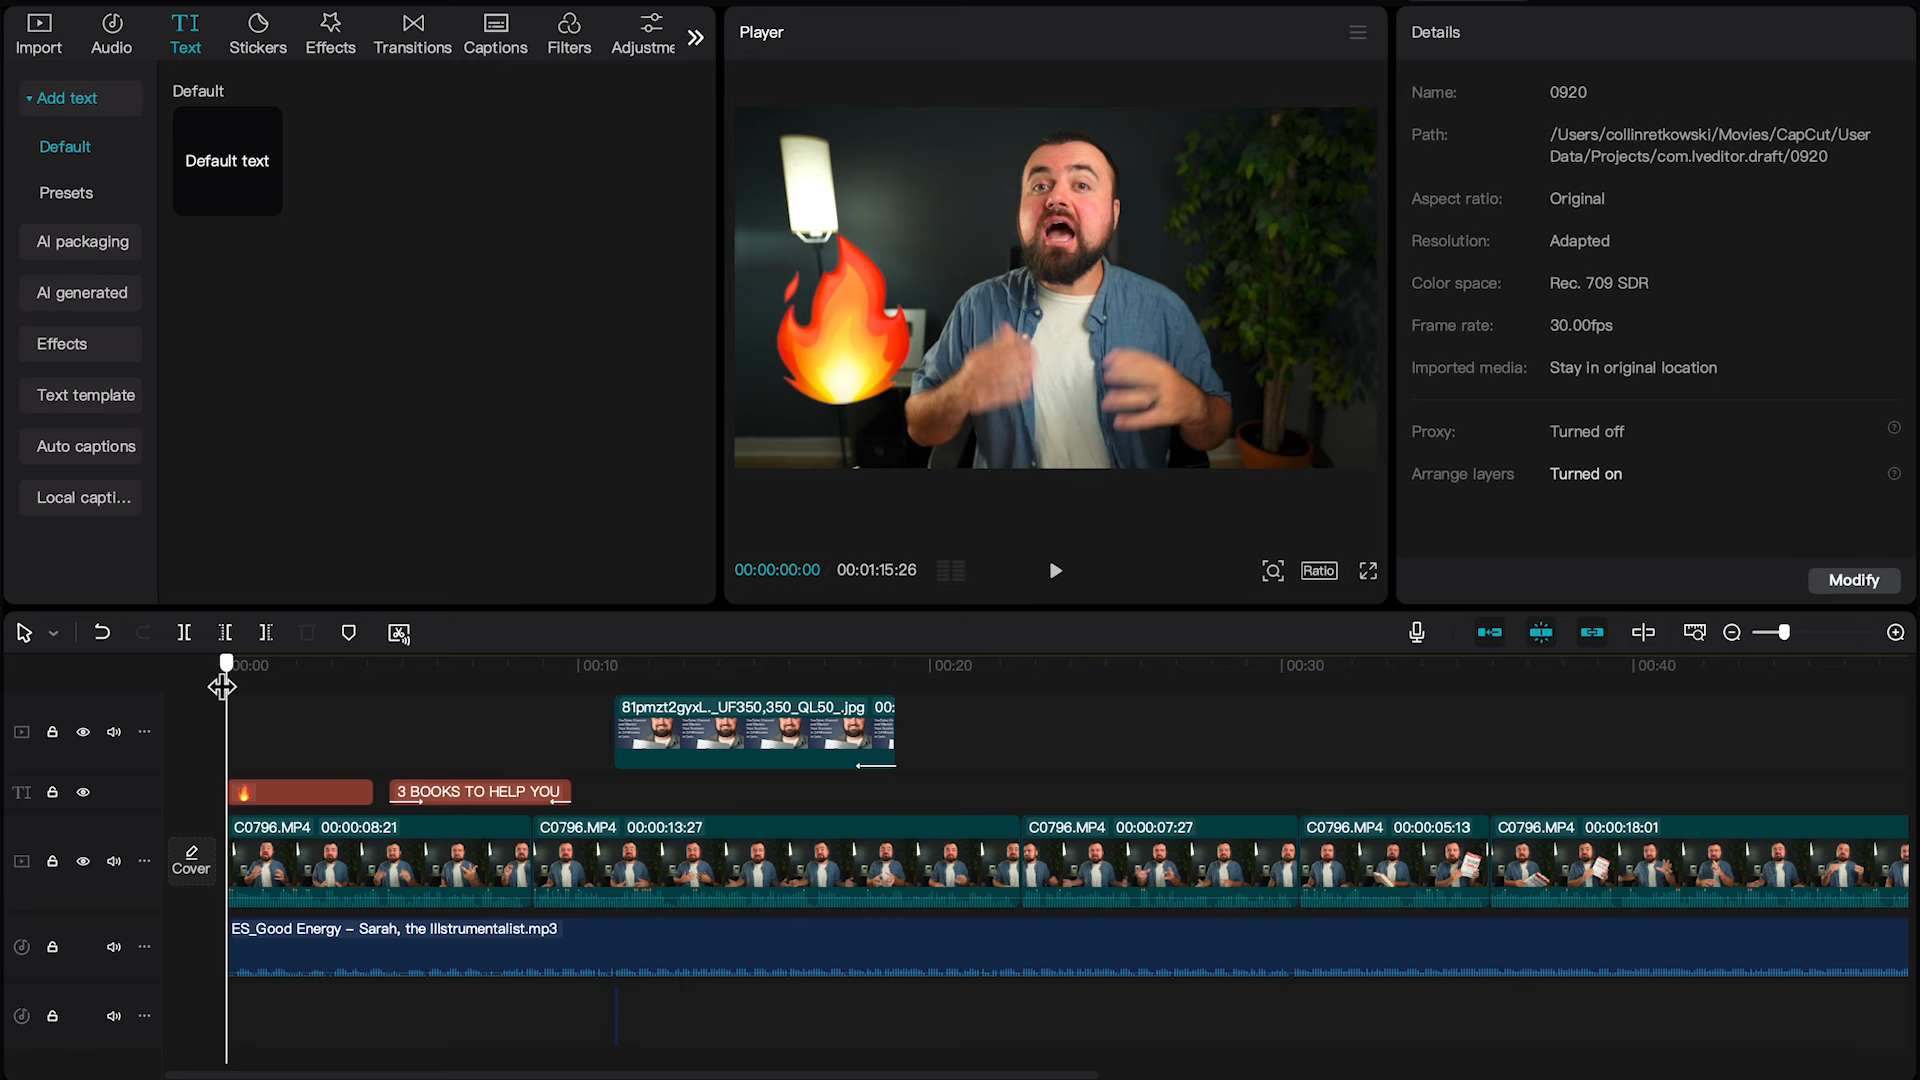 Import
Audio
TI
Text
Stickers
Effects
Transitions
Captions
Filters
Adjustme
Player
Details
Add text
Default
Presets
AI packaging
AI generated
Effects
Text template
Auto captions
Local capti...
Default
Default text
Name: 0920
Path: /Users/collinretkowski/Movies/CapCut/User
Data/Projects/com.lveditor.draft/0920
Aspect ratio: Original
Resolution: Adapted
Color space: Rec. 709 SDR
Frame rate: 30.00fps
Imported media: Stay in original location
Proxy: Turned off
Arrange layers Turned on
Modify
00:00:00:00 00:01:15:26
Ratio
00:00 00:10 00:20 00:30 00:40
81pmzt2gyxL._UF350,350_QL50_.jpg 00:
TI
3 BOOKS TO HELP YOU
Cover
C0796.MP4 00:00:08:21
C0796.MP4 00:00:13:27
C0796.MP4 00:00:07:27
C0796.MP4 00:00:05:13
C0796.MP4 00:00:18:01
ES_Good Energy – Sarah, the Illstrumentalist.mp3